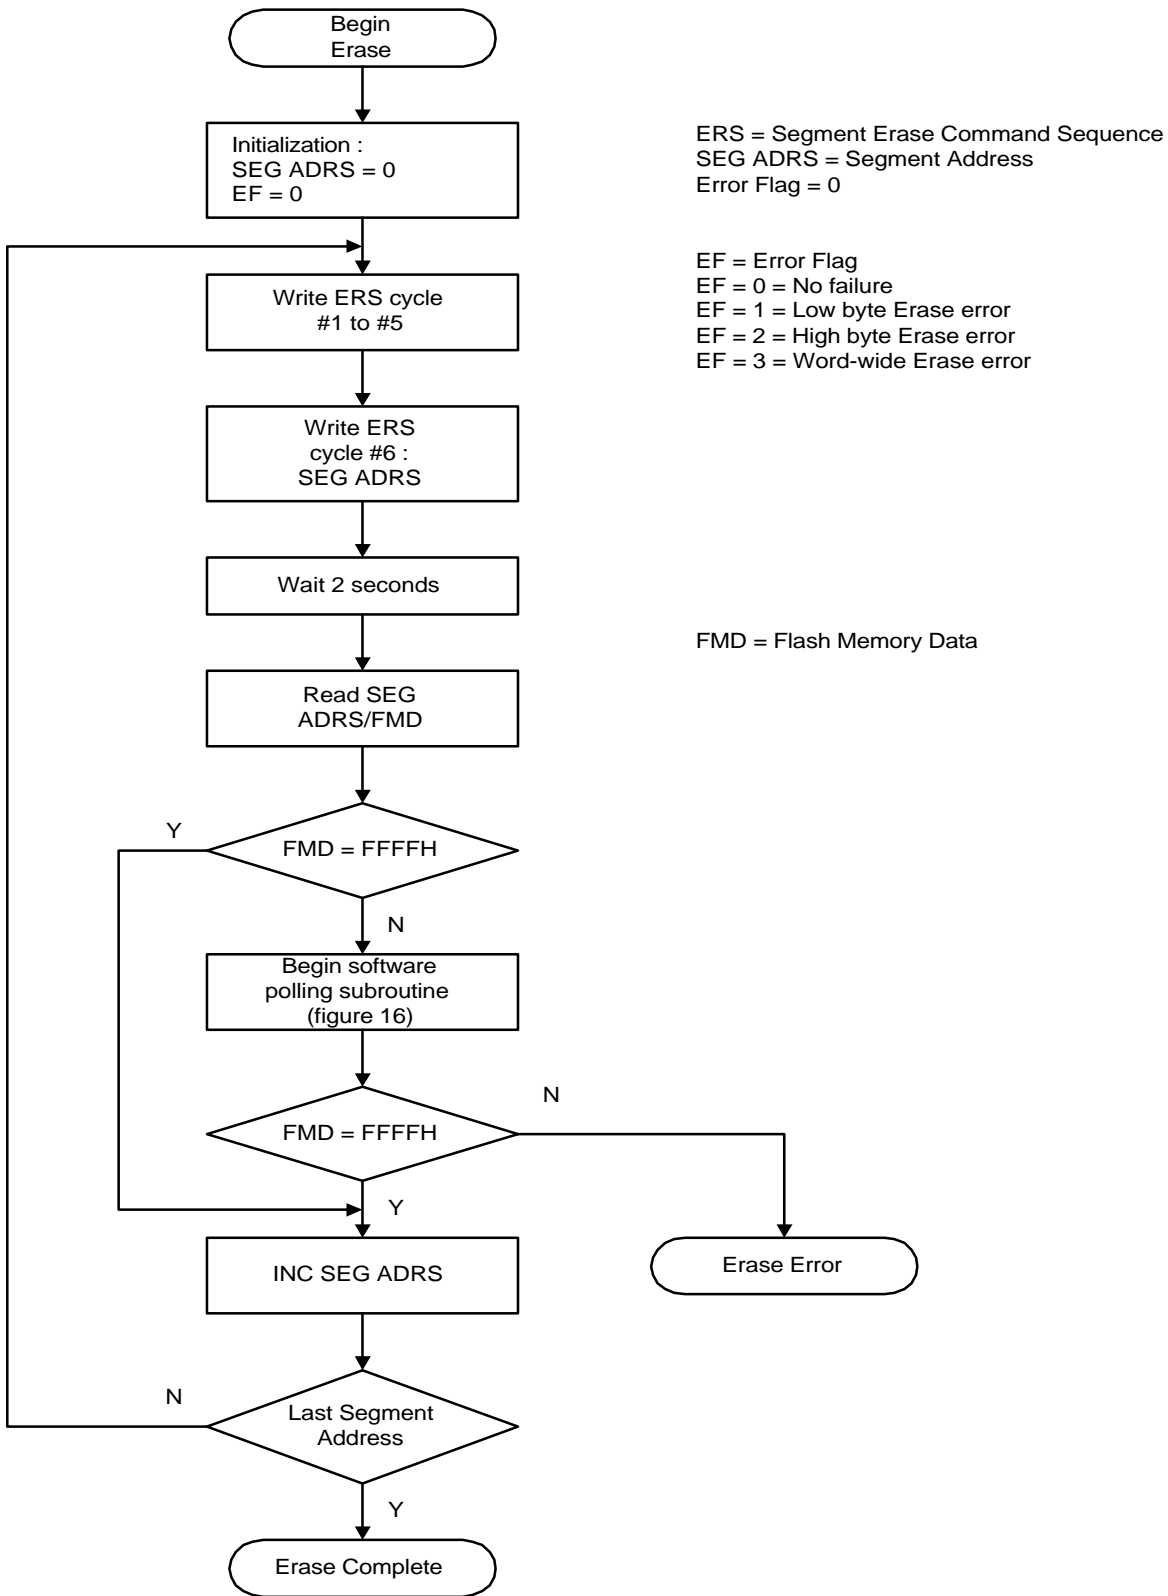 Begin
Erase
Initialization :
SEG ADRS = 0
EF = 0
ERS = Segment Erase Command Sequence
SEG ADRS = Segment Address
Error Flag = 0
EF = Error Flag
EF = 0 = No failure
EF = 1 = Low byte Erase error
EF = 2 = High byte Erase error
EF = 3 = Word-wide Erase error
Write ERS cycle
#1 to #5
Write ERS
cycle #6 :
SEG ADRS
Wait 2 seconds
FMD = Flash Memory Data
Read SEG
ADRS/FMD
Y
FMD = FFFFH
N
Begin software
polling subroutine
(figure 16)
N
FMD = FFFFH
Y
INC SEG ADRS
Erase Error
N
Last Segment
Address
Y
Erase Complete